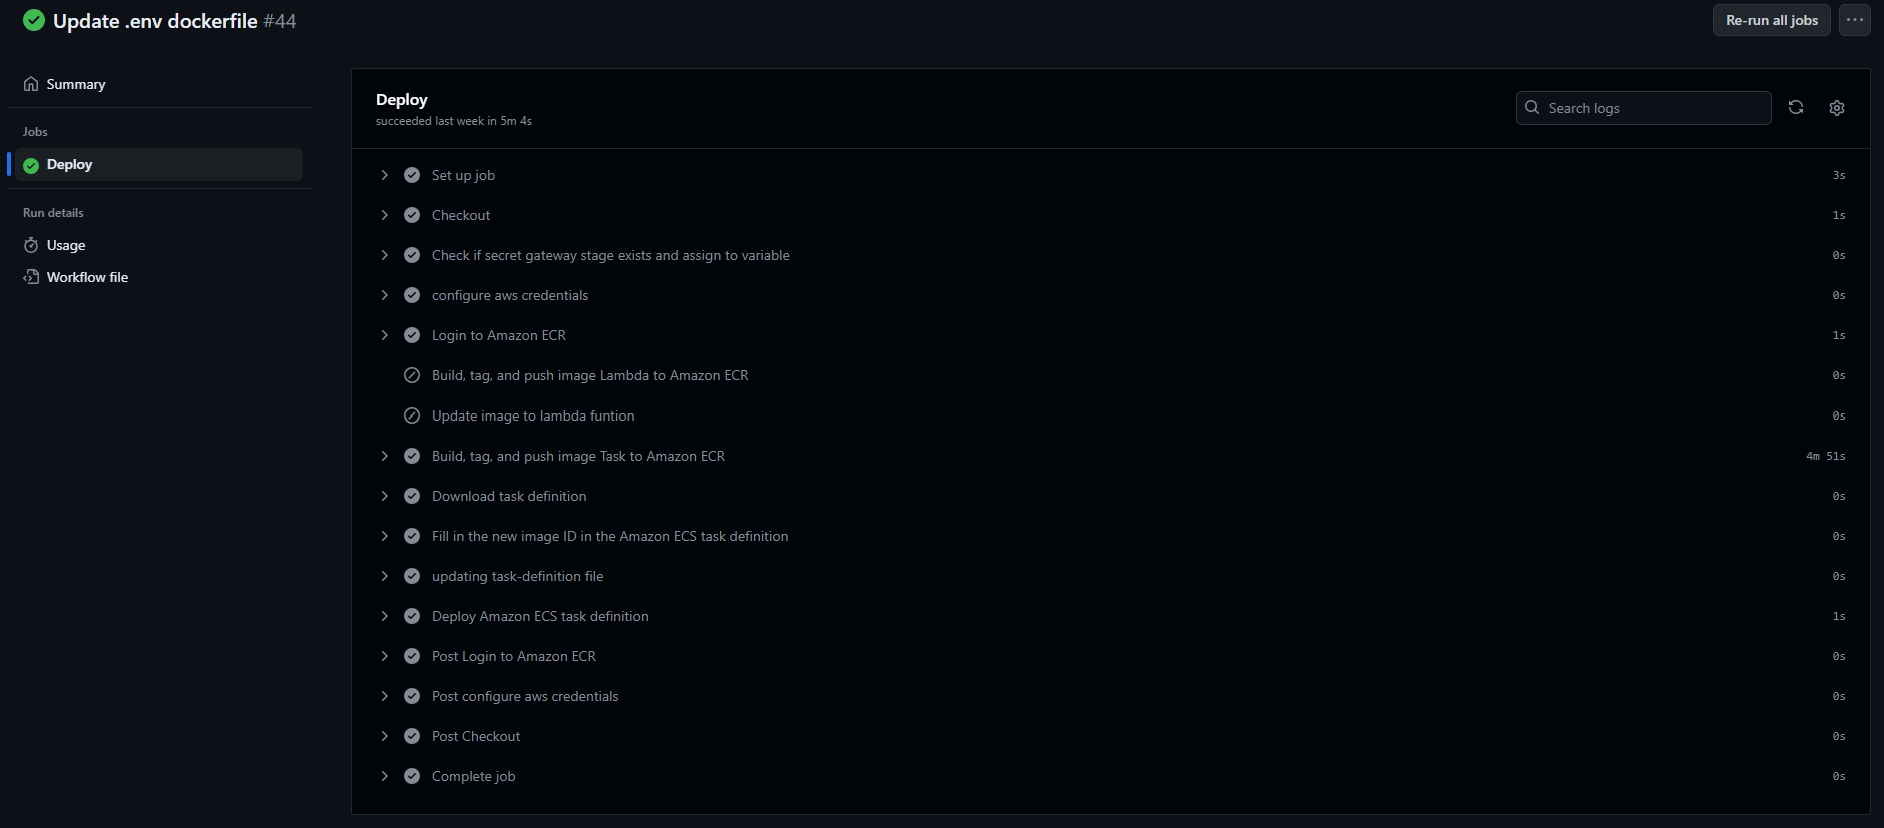 Update .env dockerfile #44
Re-run all jobs
Summary
Jobs
Deploy
Run details
Usage
Workflow file
Deploy
succeeded last week in 5m 4s
Search logs
Set up job 3s
Checkout 1s
Check if secret gateway stage exists and assign to variable 0s
configure aws credentials 0s
Login to Amazon ECR 1s
Build, tag, and push image Lambda to Amazon ECR 0s
Update image to lambda funtion 0s
Build, tag, and push image Task to Amazon ECR 4m 51s
Download task definition 0s
Fill in the new image ID in the Amazon ECS task definition 0s
updating task-definition file 0s
Deploy Amazon ECS task definition 1s
Post Login to Amazon ECR 0s
Post configure aws credentials 0s
Post Checkout 0s
Complete job 0s